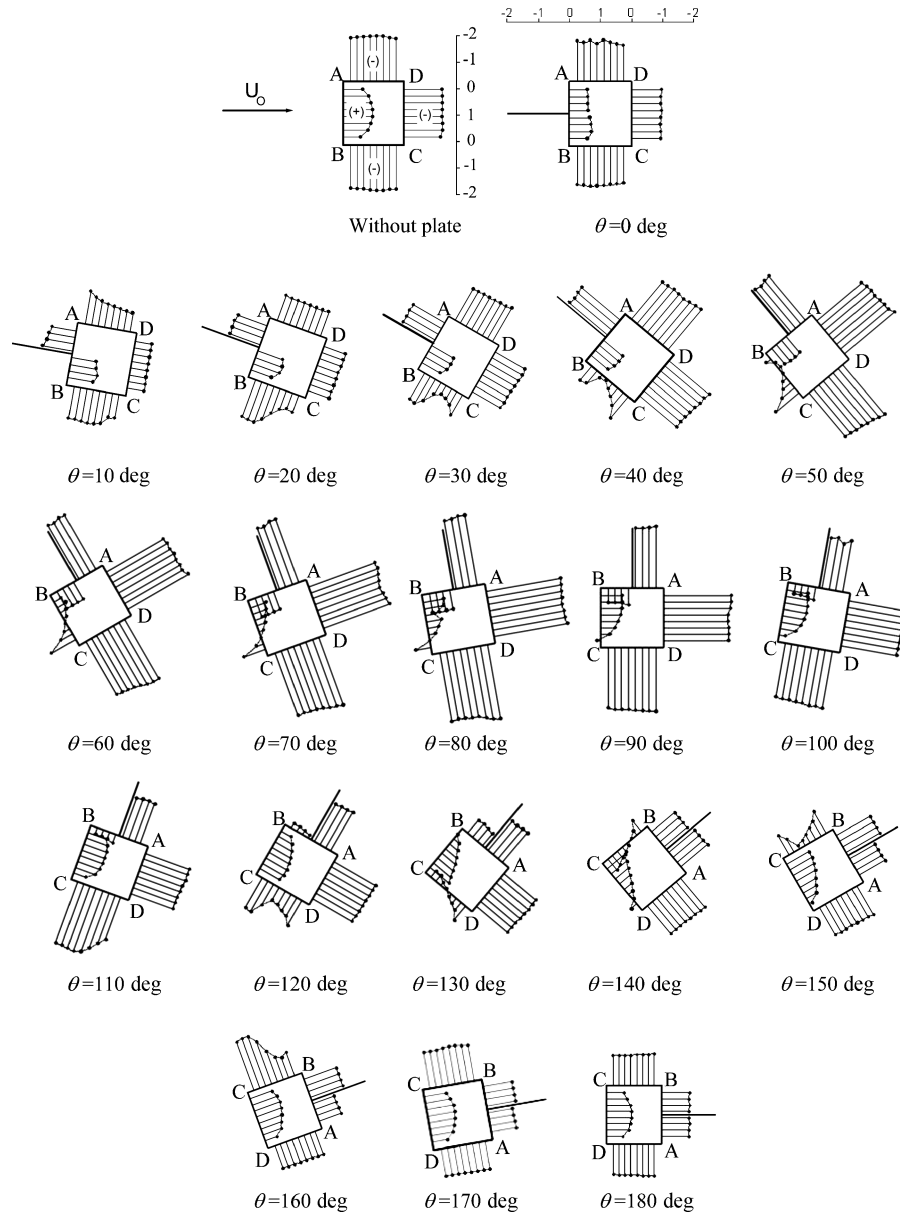 -2 -1 0 1 0 -1 -2
U_O
A D
B C
(-)
(+) (-)
(-)
-2
-1
0
1
0
-1
-2
A D
B C
Without plate
θ=0 deg
A D
B C
A D
B C
A D
B C
A
B D
C
A
B D
C
θ=10 deg
θ=20 deg
θ=30 deg
θ=40 deg
θ=50 deg
A
B
D
C
A
B
D
C
B A
C D
B A
C D
B A
C D
θ=60 deg
θ=70 deg
θ=80 deg
θ=90 deg
θ=100 deg
B
A
C
D
B
A
C
D
B
C A
D
B
C A
D
B
C
A
D
θ=110 deg
θ=120 deg
θ=130 deg
θ=140 deg
θ=150 deg
B
C
A
D
B
C
A
D
C B
D A
θ=160 deg
θ=170 deg
θ=180 deg